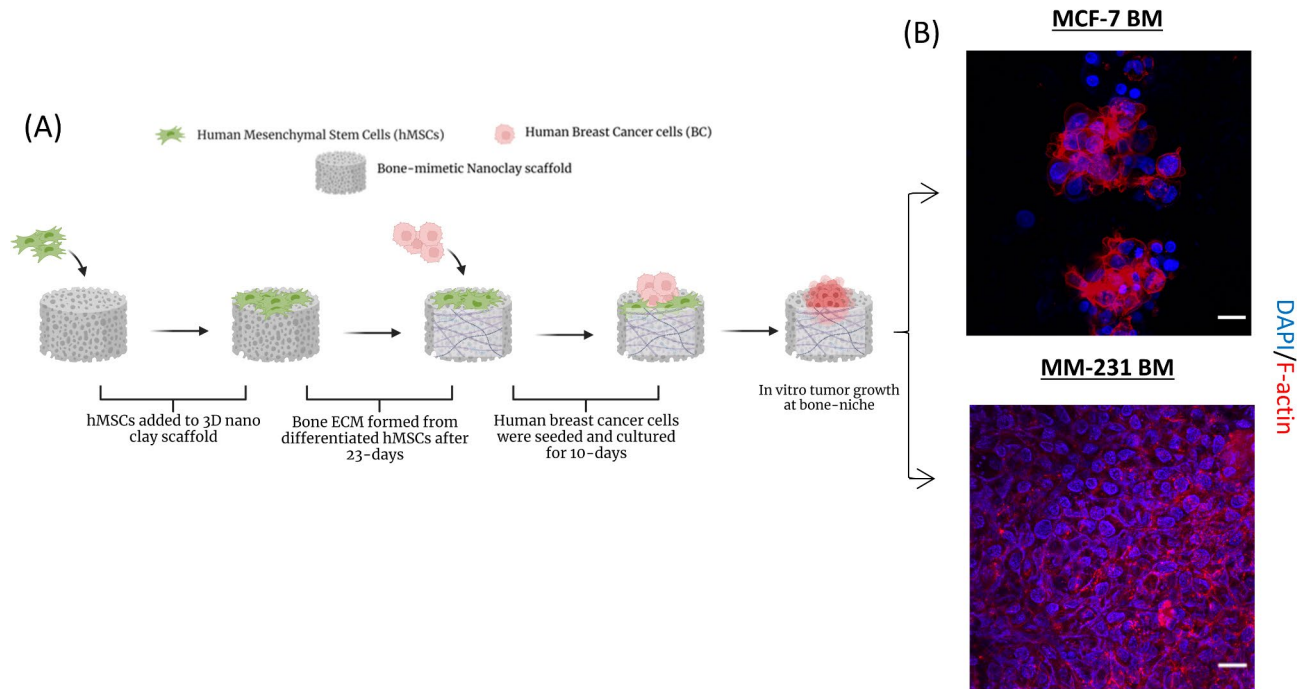 (A)
Human Mesenchymal Stem Cells (hMSCs)
Human Breast Cancer cells (BC)
Bone-mimetic Nanoclay scaffold
hMSCs added to 3D nano
clay scaffold
Bone ECM formed from
differentiated hMSCs after
23-days
Human breast cancer cells
were seeded and cultured
for 10-days
In vitro tumor growth
at bone-niche
(B)
MCF-7 BM
MM-231 BM
DAPI/F-actin